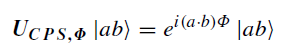 U_{CPS,Φ} |ab⟩ = e^{i(a·b)Φ} |ab⟩